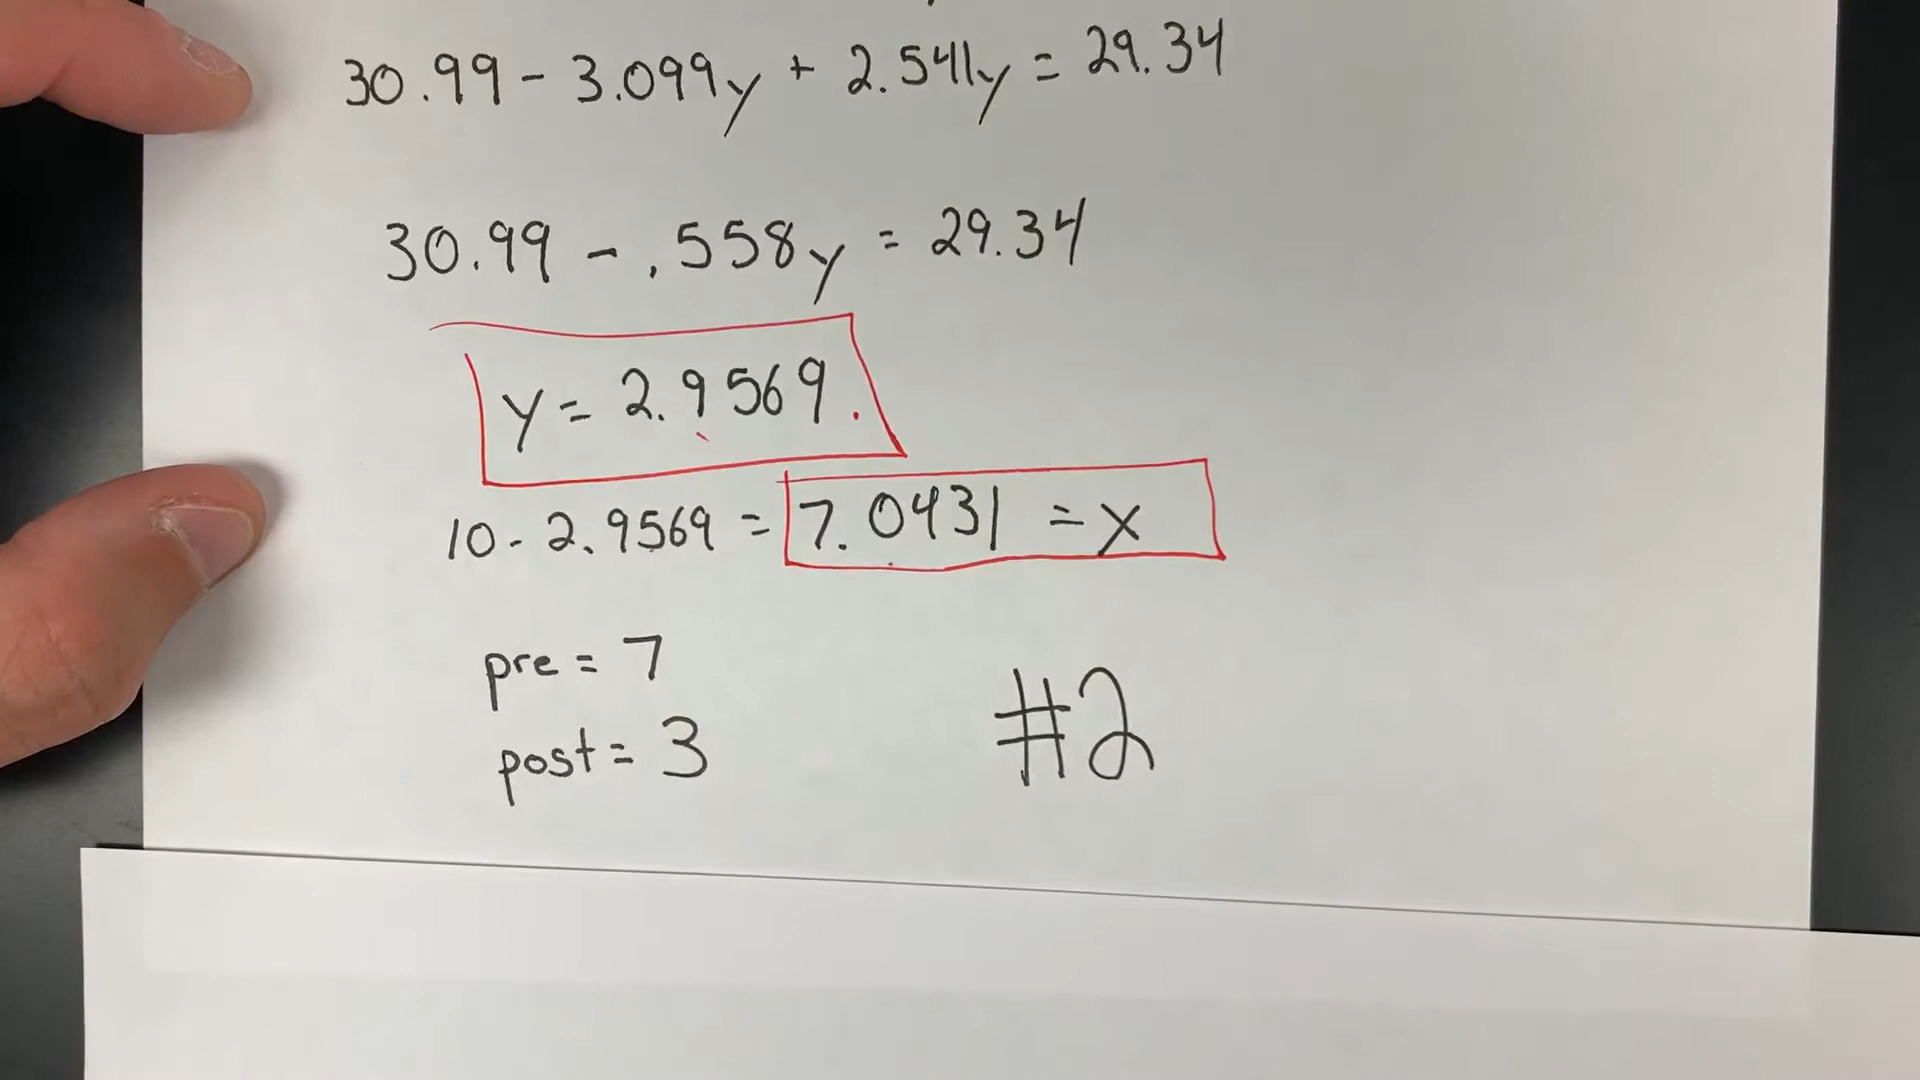 30.99 - 3.099y + 2.541y = 29.34
30.99 - .558y = 29.34
y = 2.9569
10 - 2.9569 = 7.0431 = x
pre = 7
post = 3
#2